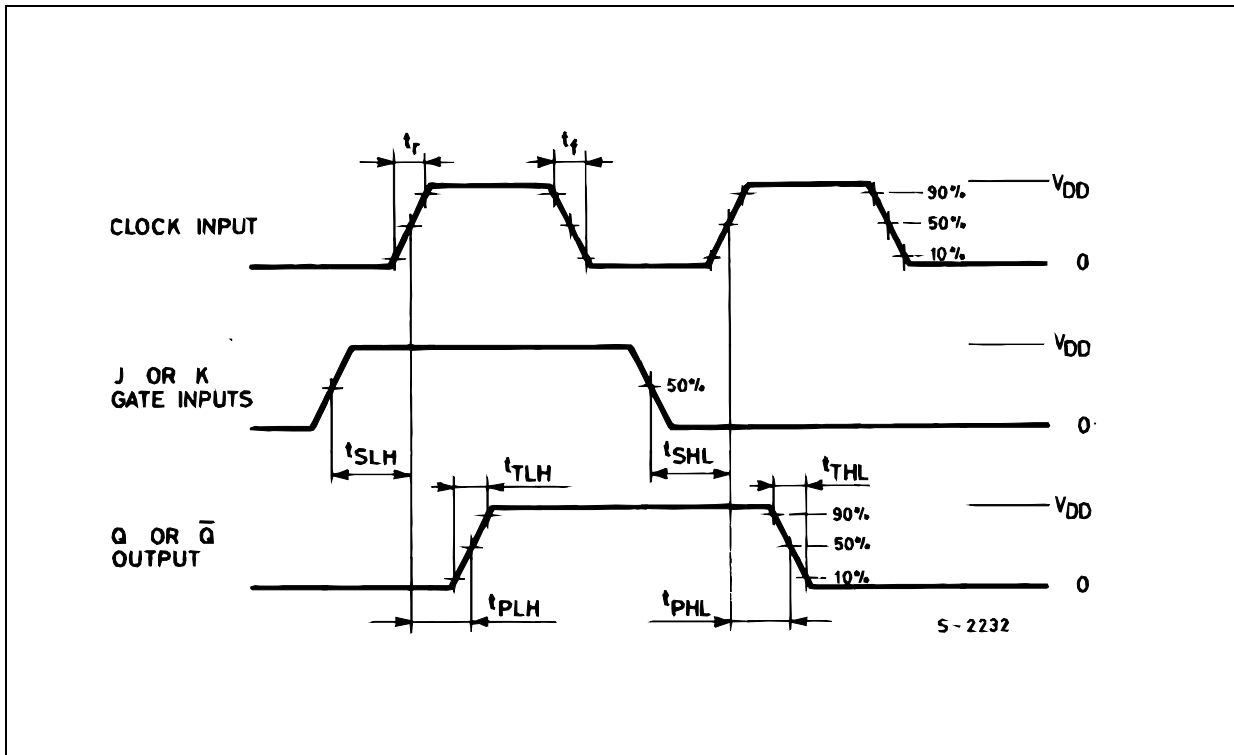 tr
tf
VDD
90%
50%
10%
0
CLOCK INPUT
VDD
J OR K
GATE INPUTS
50%
0
tSLH
tSHL
tTLH
tTHL
VDD
90%
50%
10%
0
Q OR Q̅
OUTPUT
tPLH
tPHL
S-2232